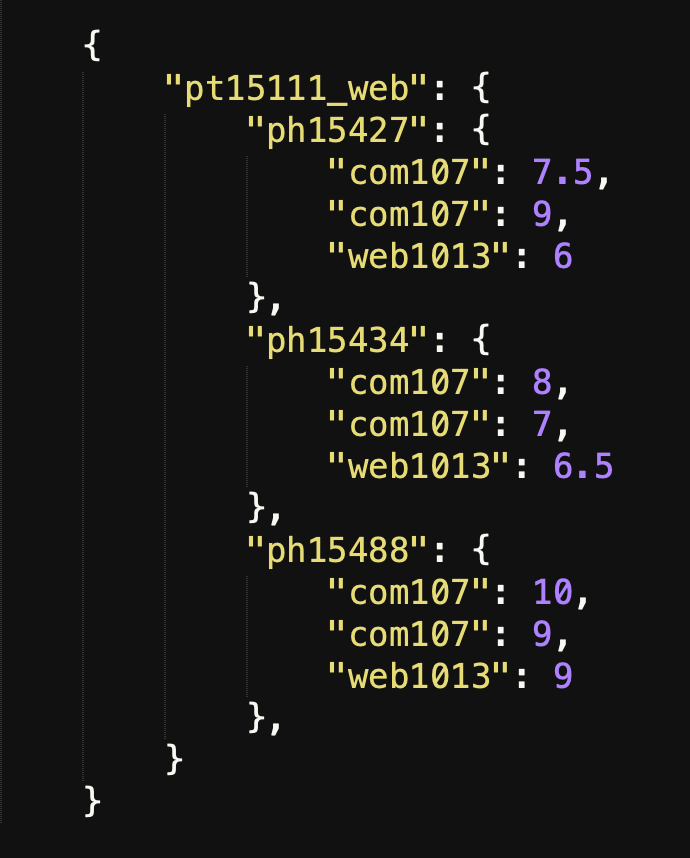 {
"pt15111_web": {
"ph15427": {
"com107": 7.5,
"com107": 9,
"web1013": 6
},
"ph15434": {
"com107": 8,
"com107": 7,
"web1013": 6.5
},
"ph15488": {
"com107": 10,
"com107": 9,
"web1013": 9
},
}
}